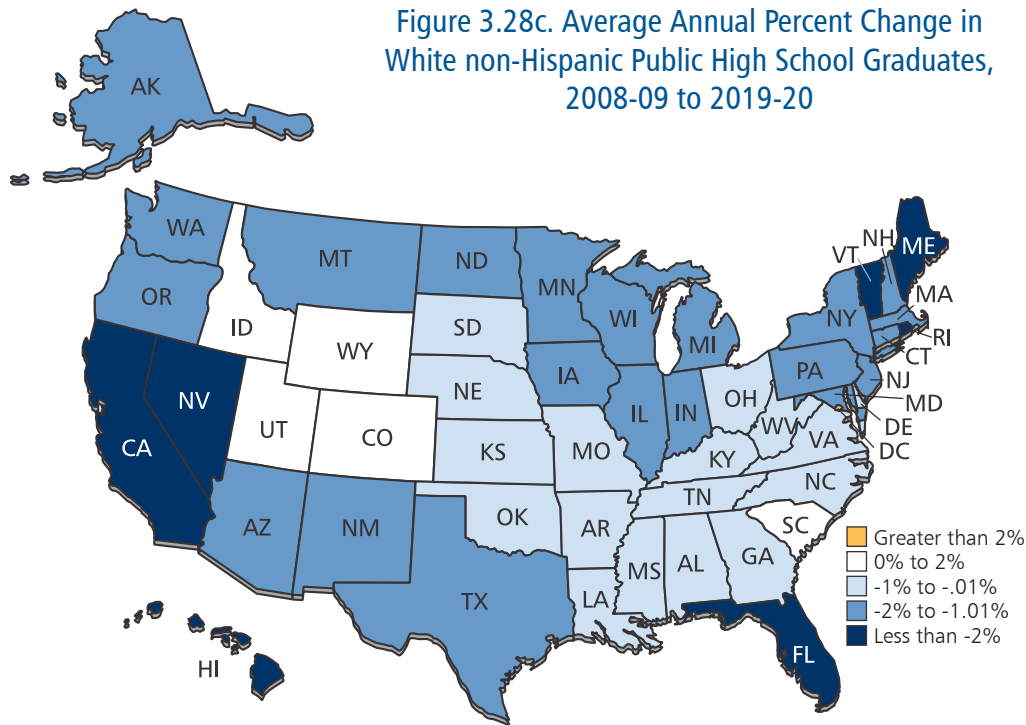 Figure 3.28c. Average Annual Percent Change in
White non-Hispanic Public High School Graduates,
2008-09 to 2019-20
AK
WA
MT
ND
MN
OR
ID
SD
WI
WY
MI
NY
VT
NH
ME
MA
RI
CT
NJ
MD
DE
DC
PA
NE
IA
NV
UT
CO
IL
IN
OH
WV
VA
CA
KS
MO
KY
NC
TN
AZ
NM
OK
AR
SC
MS
AL
GA
TX
LA
FL
HI
Greater than 2%
0% to 2%
-1% to -.01%
-2% to -1.01%
Less than -2%